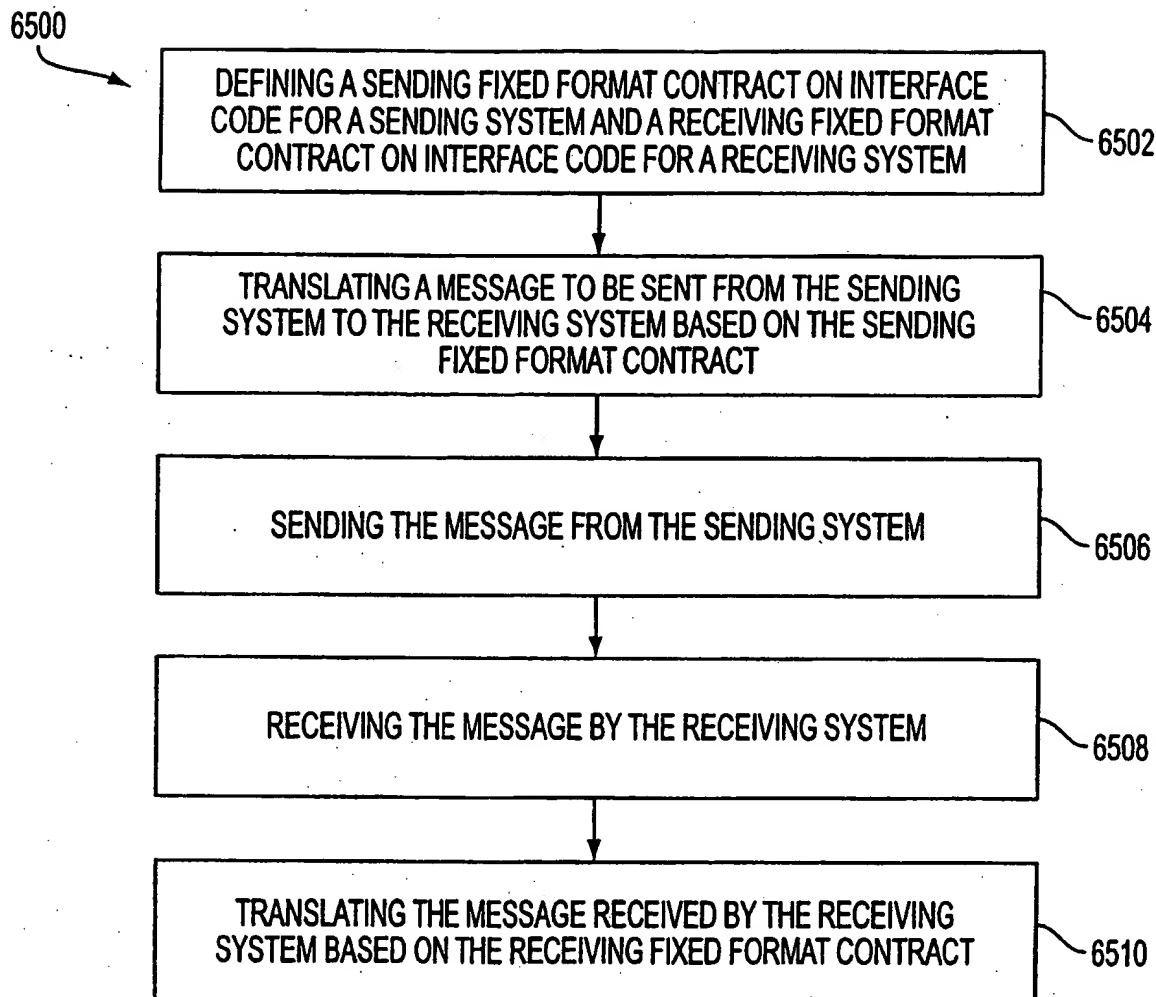 6500
DEFINING A SENDING FIXED FORMAT CONTRACT ON INTERFACE
CODE FOR A SENDING SYSTEM AND A RECEIVING FIXED FORMAT
CONTRACT ON INTERFACE CODE FOR A RECEIVING SYSTEM
6502
TRANSLATING A MESSAGE TO BE SENT FROM THE SENDING
SYSTEM TO THE RECEIVING SYSTEM BASED ON THE SENDING
FIXED FORMAT CONTRACT
6504
SENDING THE MESSAGE FROM THE SENDING SYSTEM
6506
RECEIVING THE MESSAGE BY THE RECEIVING SYSTEM
6508
TRANSLATING THE MESSAGE RECEIVED BY THE RECEIVING
SYSTEM BASED ON THE RECEIVING FIXED FORMAT CONTRACT
6510